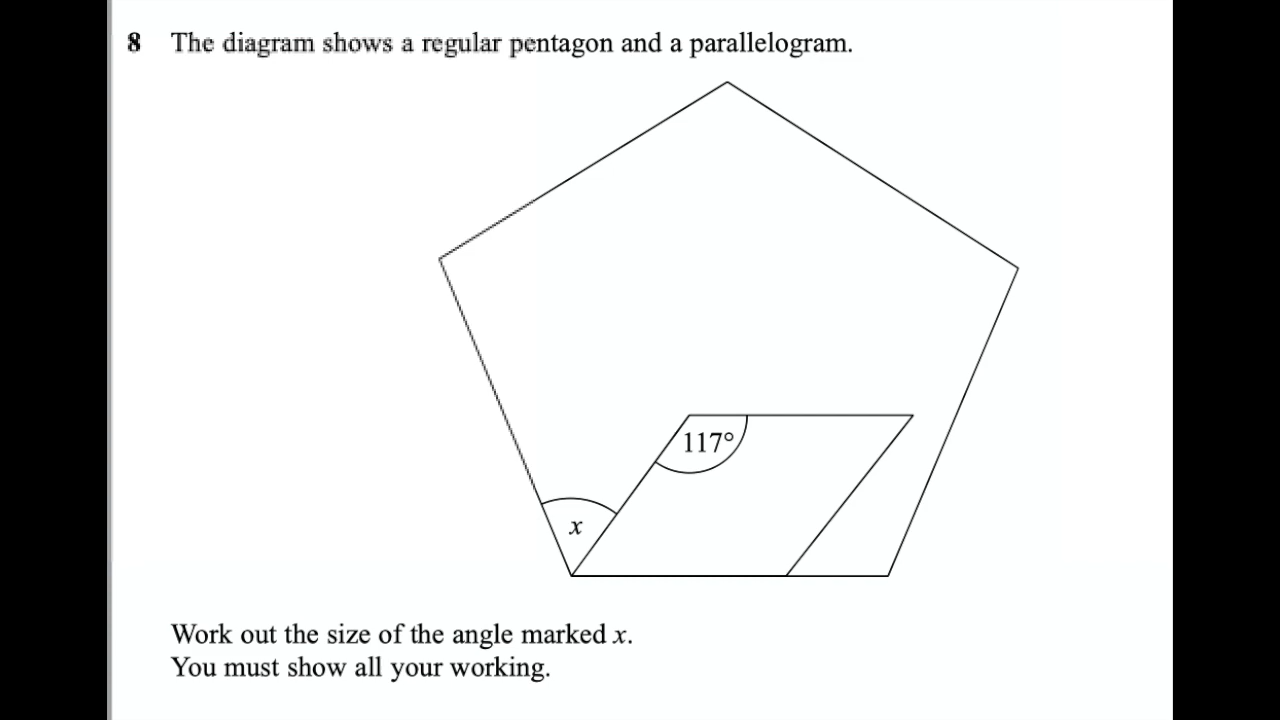 8 The diagram shows a regular pentagon and a parallelogram.
117°
x
Work out the size of the angle marked x.
You must show all your working.